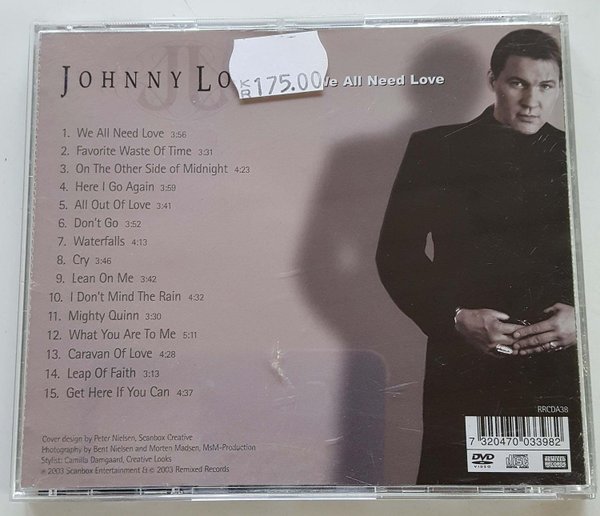 JOHNNY LO
KR 175.00
We All Need Love
1. We All Need Love 3:56
2. Favorite Waste Of Time 3:31
3. On The Other Side of Midnight 4:23
4. Here I Go Again 3:59
5. All Out Of Love 3:41
6. Don't Go 3:52
7. Waterfalls 4:13
8. Cry 3:46
9. Lean On Me 3:42
10. I Don't Mind The Rain 4:32
11. Mighty Quinn 3:30
12. What You Are To Me 5:11
13. Caravan Of Love 4:28
14. Leap Of Faith 3:13
15. Get Here If You Can 4:37
RRCDA38
7 320470 033982
Cover design by Peter Nielsen, Scanbox Creative
Photography by Bent Nielsen and Morten Madsen, MsM-Production
Stylist: Camilla Damgaard, Creative Looks
℗ 2003 Scanbox Entertainment & © 2003 Remixed Records
DVD
VIDEO
COMPACT
disc
DIGITAL AUDIO
REMIXED
RECORDS